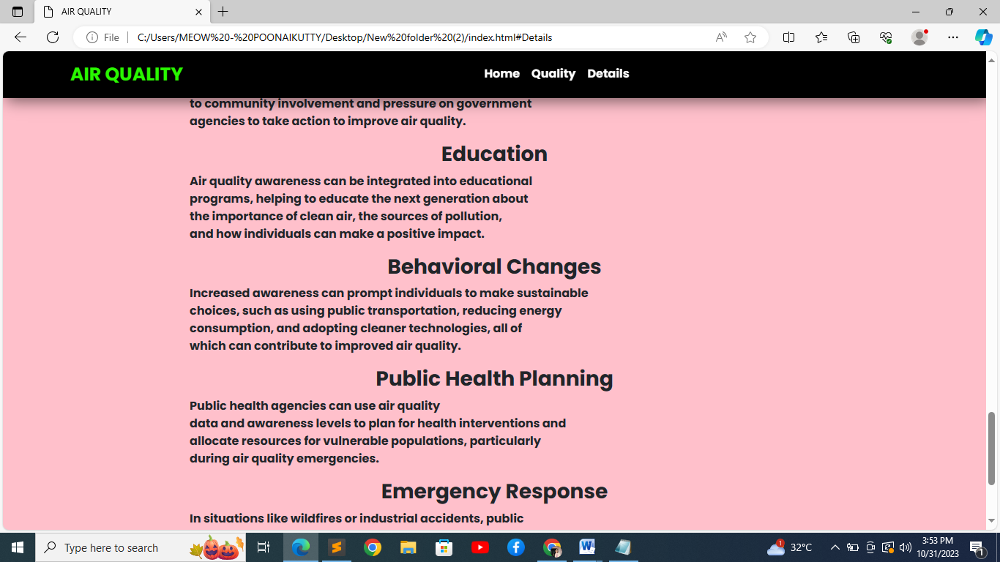 AIR QUALITY
File
C:/Users/MEOW%20-%20POONAIKUTTY/Desktop/New%20folder%20(2)/index.html#Details
AIR QUALITY
Home Quality Details
to community involvement and pressure on government
agencies to take action to improve air quality.
Education
Air quality awareness can be integrated into educational
programs, helping to educate the next generation about
the importance of clean air, the sources of pollution,
and how individuals can make a positive impact.
Behavioral Changes
Increased awareness can prompt individuals to make sustainable
choices, such as using public transportation, reducing energy
consumption, and adopting cleaner technologies, all of
which can contribute to improved air quality.
Public Health Planning
Public health agencies can use air quality
data and awareness levels to plan for health interventions and
allocate resources for vulnerable populations, particularly
during air quality emergencies.
Emergency Response
In situations like wildfires or industrial accidents, public
Type here to search
1
32°C
3:53 PM
10/31/2023
1